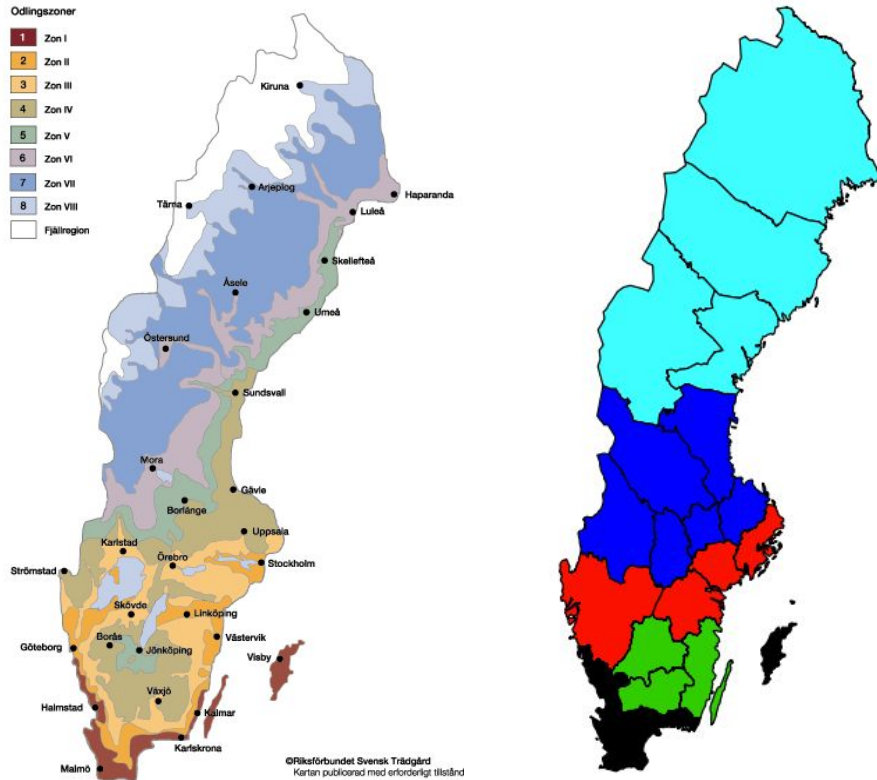 Odlingszoner
1 Zon I
2 Zon II
3 Zon III
4 Zon IV
5 Zon V
6 Zon VI
7 Zon VII
8 Zon VIII
Fjällregion
Kiruna
Arjeplog
Haparanda
Tärna
Luleå
Skellefteå
Åsele
Umeå
Östersund
Sundsvall
Mora
Gävle
Borlänge
Uppsala
Karlstad
Örebro
Stockholm
Strömstad
Skövde
Linköping
Borås
Västervik
Göteborg
Jönköping
Visby
Växjö
Halmstad
Kalmar
Karlskrona
Malmö
©Riksförbundet Svensk Trädgård
Kartan publicerad med erforderligt tillstånd